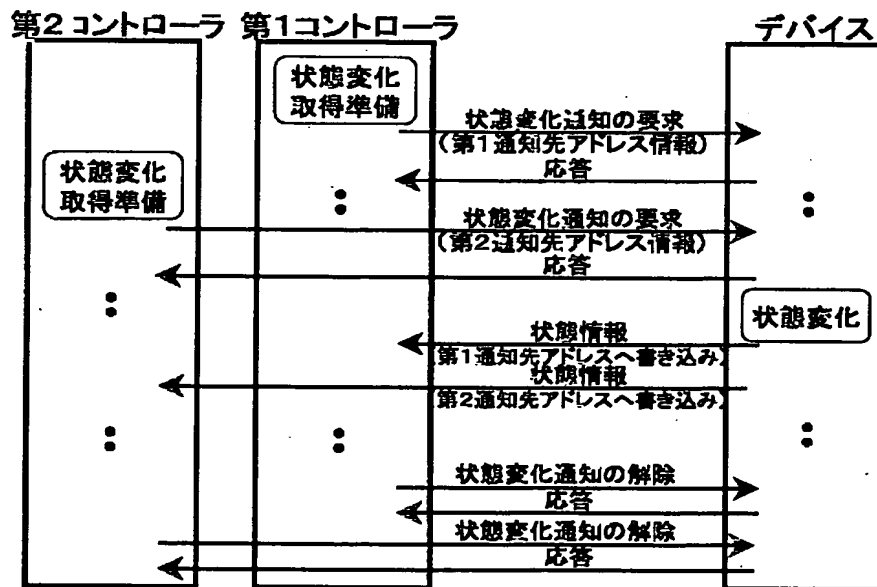 第2コントローラ 第1コントローラ デバイス
状態変化
取得準備
状態変化通知の要求
(第1通知先アドレス情報)
応答
状態変化
取得準備
状態変化通知の要求
(第2通知先アドレス情報)
応答
状態変化
状態情報
(第1通知先アドレスへ書き込み)
状態情報
(第2通知先アドレスへ書き込み)
状態変化通知の解除
応答
状態変化通知の解除
応答